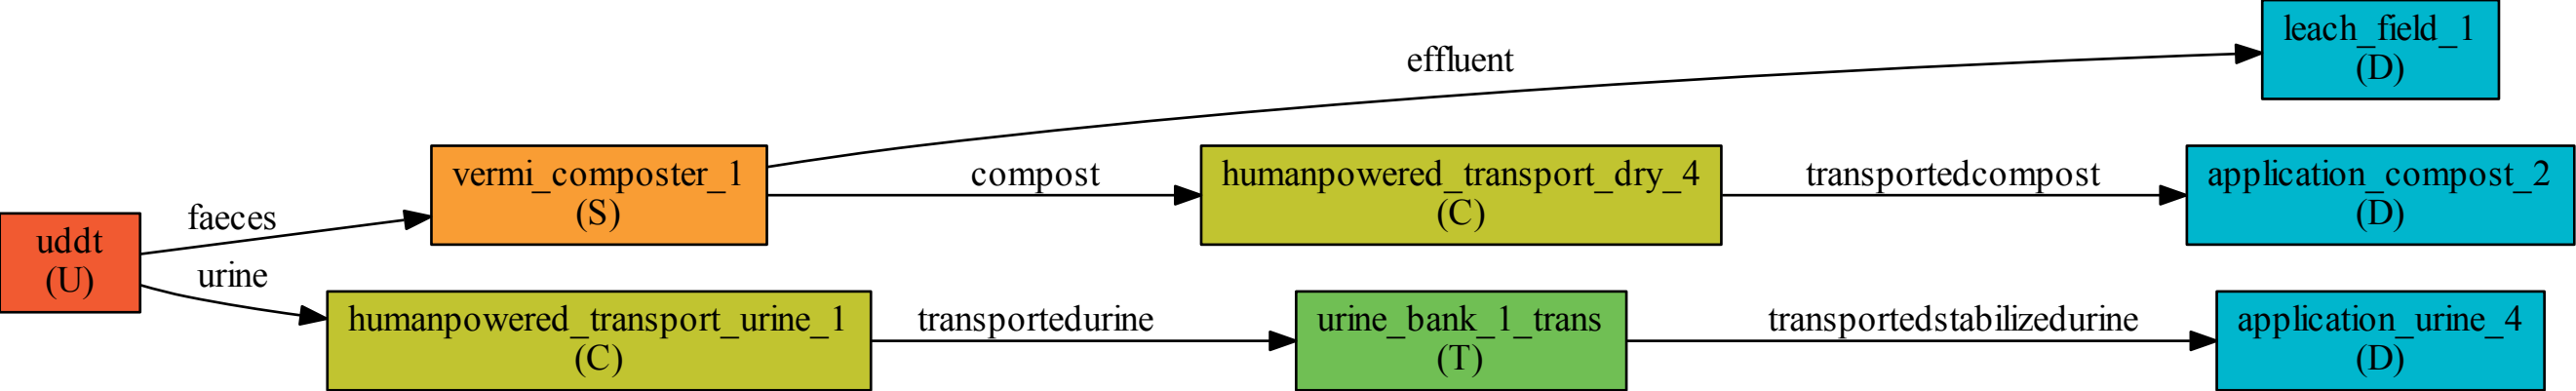 leach_field_1
(D)
effluent
vermi_composter_1
(S)
compost
humanpowered_transport_dry_4
(C)
transportedcompost
application_compost_2
(D)
faeces
uddt
(U)
urine
humanpowered_transport_urine_1
(C)
transportedurine
urine_bank_1_trans
(T)
transportedstabilizedurine
application_urine_4
(D)